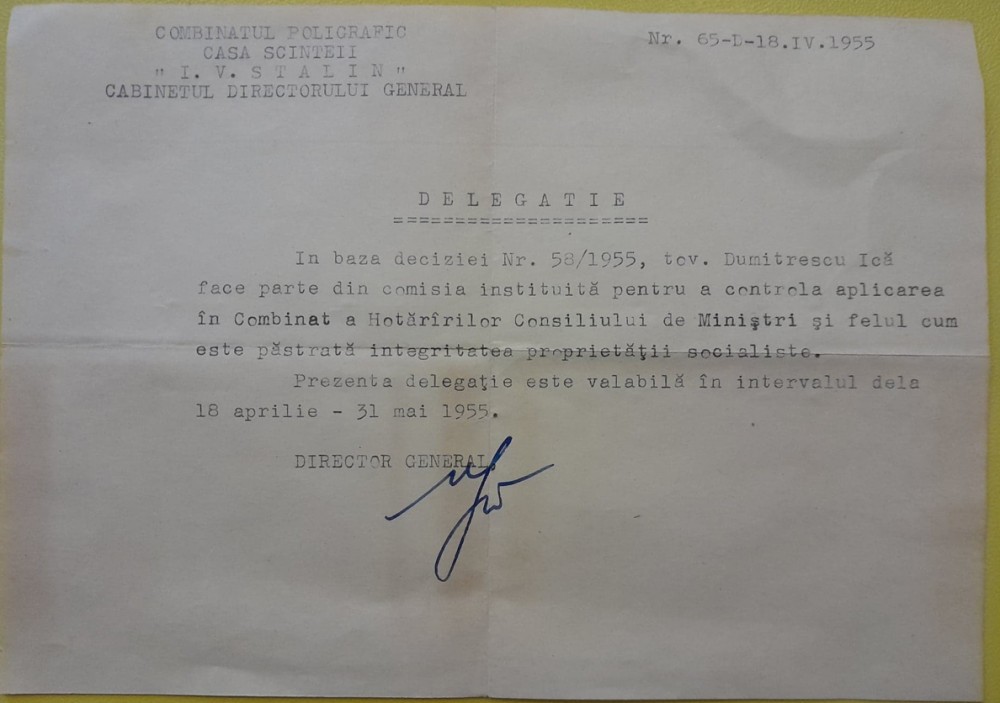 COMBINATUL POLIGRAFIC
CASA SCINTEII
" I. V. S T A L I N "
CABINETUL DIRECTORULUI GENERAL
Nr. 65-D-18.IV.1955
D E L E G A T I E
=====================
In baza deciziei Nr. 58/1955, tov. Dumitrescu Ică
face parte din comisia instituită pentru a controla aplicarea
în Combinat a Hotărîrilor Consiliului de Miniştri şi felul cum
este păstrată integritatea proprietăţii socialiste.
Prezenta delegaţie este valabilă în intervalul dela
18 aprilie - 31 mai 1955.
DIRECTOR GENERAL,